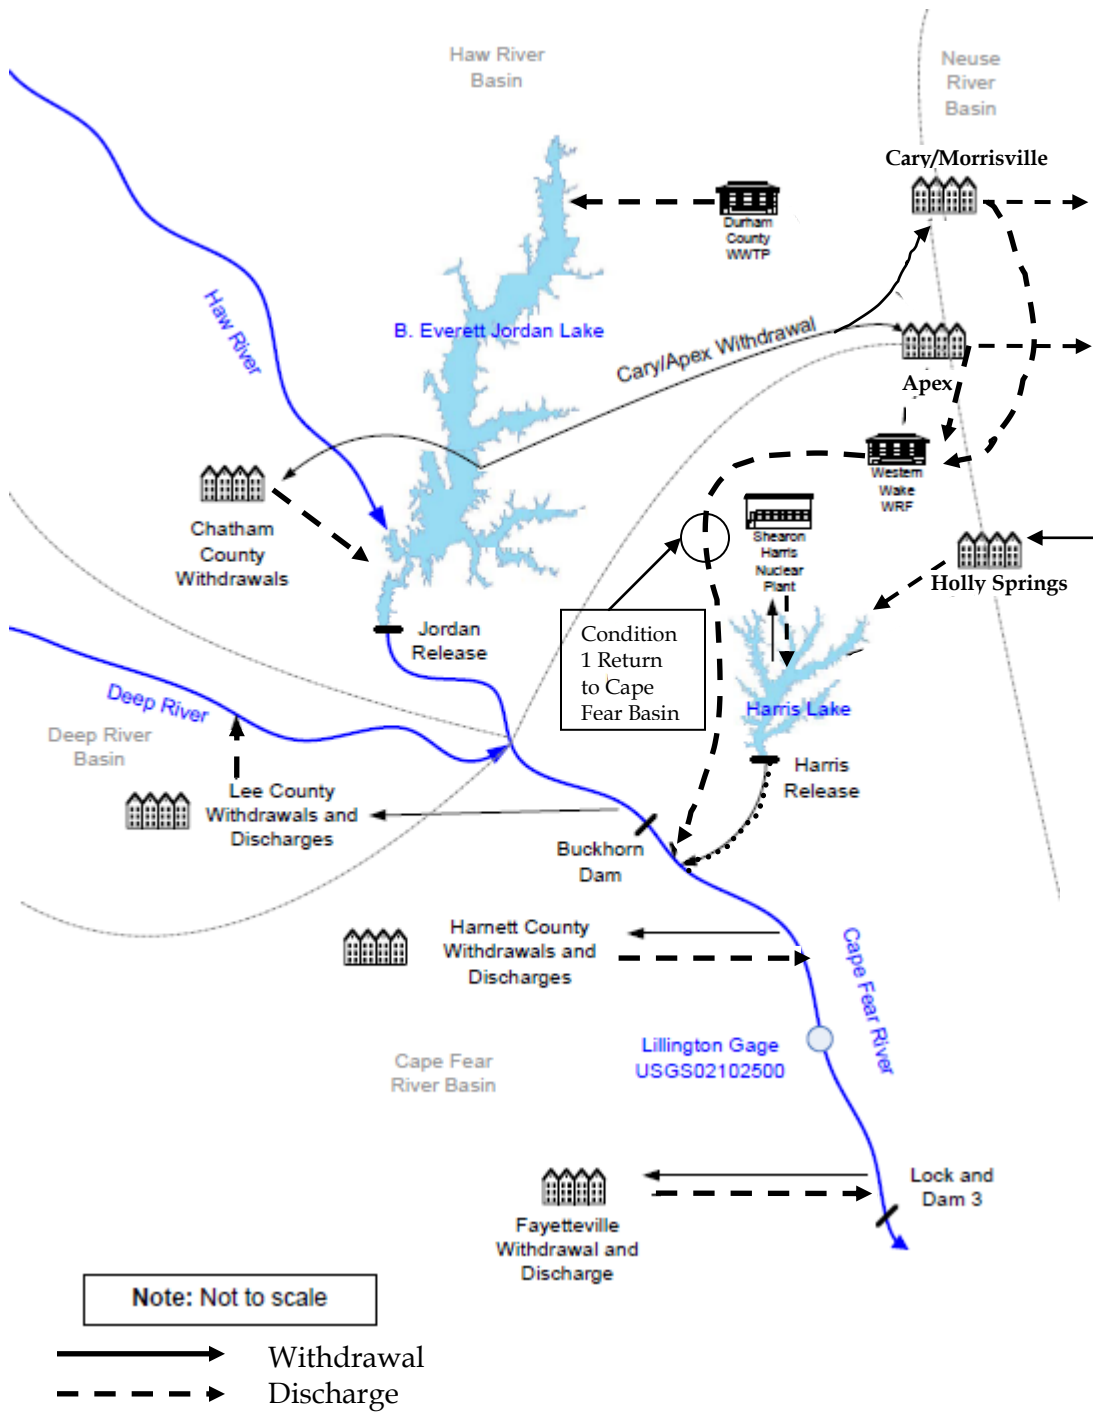 Haw River
Basin
Neuse
River
Basin
Cary/Morrisville
Durham
County
WWTP
Haw River
B. Everett Jordan Lake
Cary/Apex Withdrawal
Apex
Western
Wake
WRF
Chatham
County
Withdrawals
Shearon
Harris
Nuclear
Plant
Holly Springs
Jordan
Release
Condition
1 Return
to Cape
Fear Basin
Deep River
Harris Lake
Deep River
Basin
Harris
Release
Lee County
Withdrawals and
Discharges
Buckhorn
Dam
Harnett County
Withdrawals and
Discharges
Cape Fear River
Lillington Gage
USGS02102500
Cape Fear
River Basin
Lock and
Dam 3
Fayetteville
Withdrawal and
Discharge
Note: Not to scale
Withdrawal
Discharge